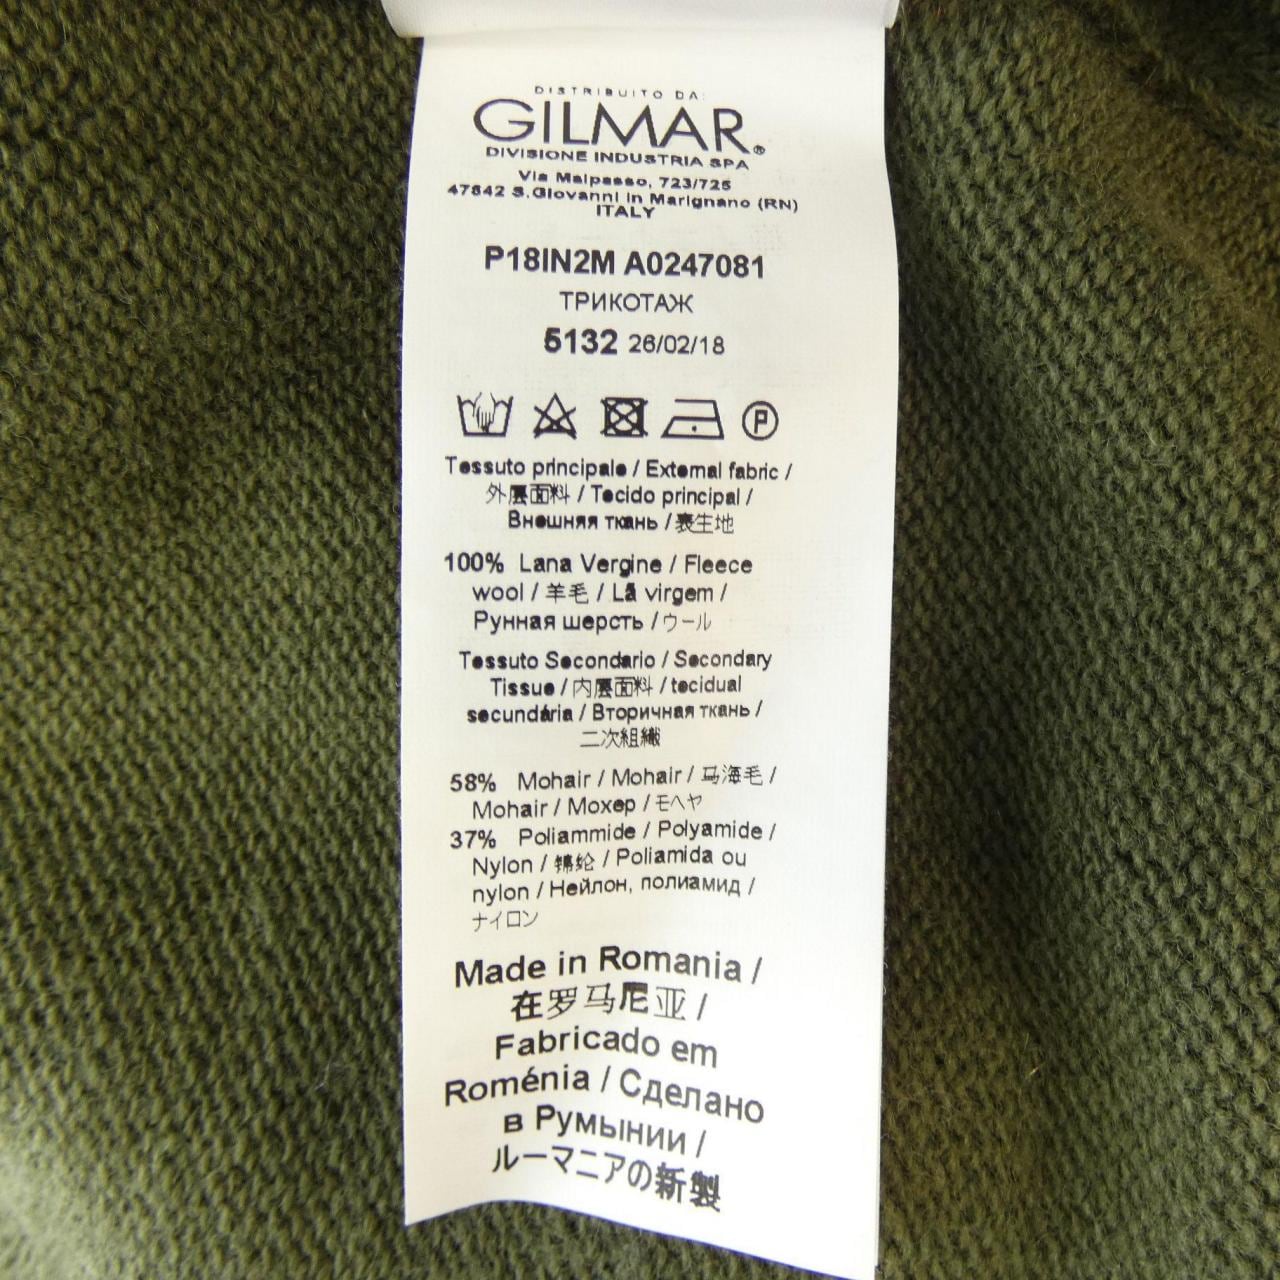 DISTRIBUITO DA:
GILMAR®
DIVISIONE INDUSTRIA SPA
Via Malpasso, 723/725
47842 S.Giovanni in Marignano (RN)
ITALY
P18IN2M A0247081
ТРИКОТАЖ
5132 26/02/18
P
Tessuto principale / External fabric /
外层面料 / Tecido principal /
Внешняя ткань / 表生地
100% Lana Vergine / Fleece
wool / 羊毛 / Lã virgem /
Рунная шерсть / ウール
Tessuto Secondario / Secondary
Tissue / 内层面料 / tecidual
secundária / Вторичная ткань /
二次組織
58% Mohair / Mohair / 马海毛 /
Mohair / Мохер / モヘヤ
37% Poliammide / Polyamide /
Nylon / 锦纶 / Poliamida ou
nylon / Нейлон, полиамид /
ナイロン
Made in Romania /
在罗马尼亚 /
Fabricado em
Roménia / Сделано
в Румынии /
ルーマニアの新製